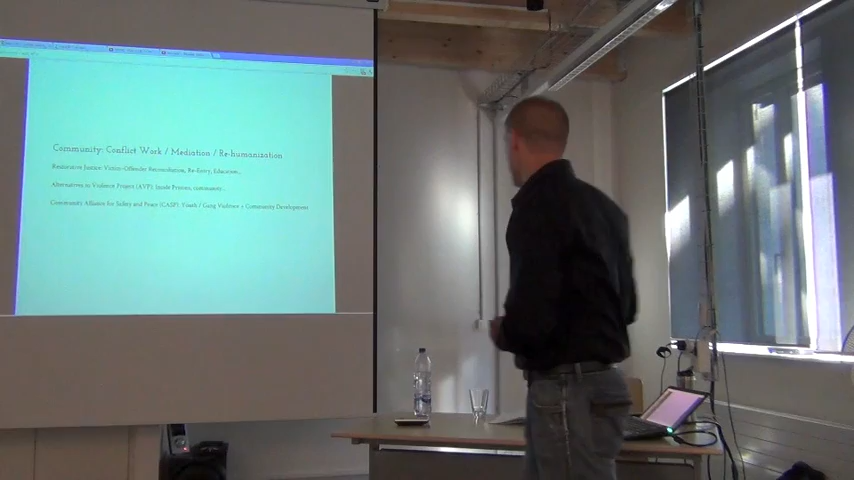 Community: Conflict Work / Mediation / Re-humanization
Restorative Justice: Victim-Offender Reconciliation, Re-Entry, Education...
Alternatives to Violence Project (AVP): Inside Prisons, community...
Community Alliance for Safety and Peace (CASP): Youth / Gang Violence + Community Development